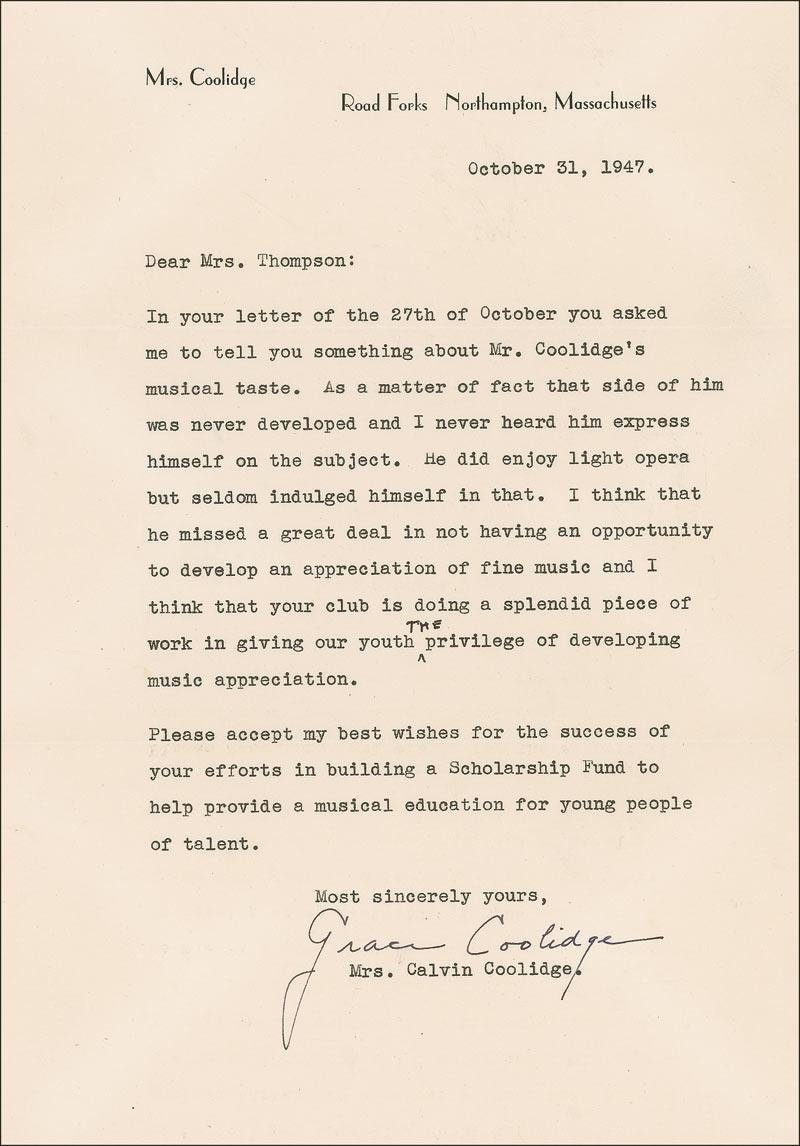 Mrs. Coolidge
Road Forks Northampton, Massachusetts
October 31, 1947.
Dear Mrs. Thompson:
In your letter of the 27th of October you asked
me to tell you something about Mr. Coolidge's
musical taste. As a matter of fact that side of him
was never developed and I never heard him express
himself on the subject. He did enjoy light opera
but seldom indulged himself in that. I think that
he missed a great deal in not having an opportunity
to develop an appreciation of fine music and I
think that your club is doing a splendid piece of
THE
work in giving our youth ^ privilege of developing
music appreciation.
Please accept my best wishes for the success of
your efforts in building a Scholarship Fund to
help provide a musical education for young people
of talent.
Most sincerely yours,
Grace Coolidge
Mrs. Calvin Coolidge.